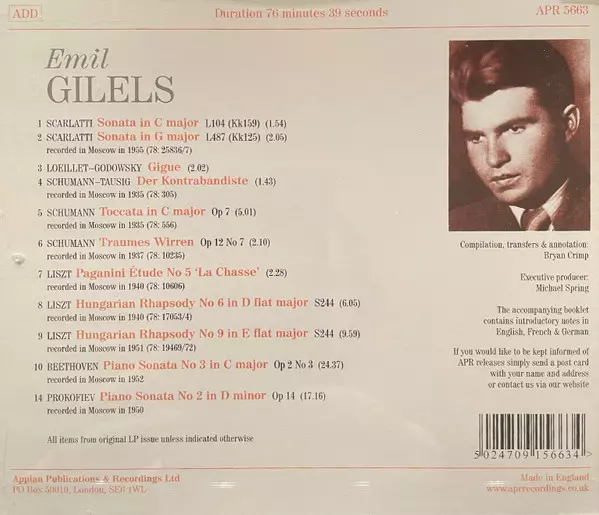 ADD
Duration 76 minutes 39 seconds
APR 5663
Emil
GILELS
1 SCARLATTI Sonata in C major L104 (Kk159) (1.54)
2 SCARLATTI Sonata in G major L487 (Kk125) (2.05)
recorded in Moscow in 1955 (78: 25836/7)
3 LOEILLET–GODOWSKY Gigue (2.02)
4 SCHUMANN–TAUSIG Der Kontrabandiste (1.43)
recorded in Moscow in 1935 (78: 305)
5 SCHUMANN Toccata in C major Op 7 (5.01)
recorded in Moscow in 1935 (78: 556)
6 SCHUMANN Traumes Wirren Op 12 No 7 (2.10)
recorded in Moscow in 1937 (78: 10235)
7 LISZT Paganini Étude No 5 ‘La Chasse’ (2.28)
recorded in Moscow in 1940 (78: 10606)
8 LISZT Hungarian Rhapsody No 6 in D flat major S244 (6.05)
recorded in Moscow in 1940 (78: 17053/4)
9 LISZT Hungarian Rhapsody No 9 in E flat major S244 (9.59)
recorded in Moscow in 1951 (78: 19469/72)
10 BEETHOVEN Piano Sonata No 3 in C major Op 2 No 3 (24.37)
recorded in Moscow in 1952
14 PROKOFIEV Piano Sonata No 2 in D minor Op 14 (17.16)
recorded in Moscow in 1950
All items from original LP issue unless indicated otherwise
Compilation, transfers & annotation:
Bryan Crimp
Executive producer:
Michael Spring
The accompanying booklet
contains introductory notes in
English, French & German
If you would like to be kept informed of
APR releases simply send a post card
with your name and address
or contact us via our website
5 024709 156634
Appian Publications & Recordings Ltd
PO Box 50019, London, SE6 1WL
Made in England
www.aprrecordings.co.uk